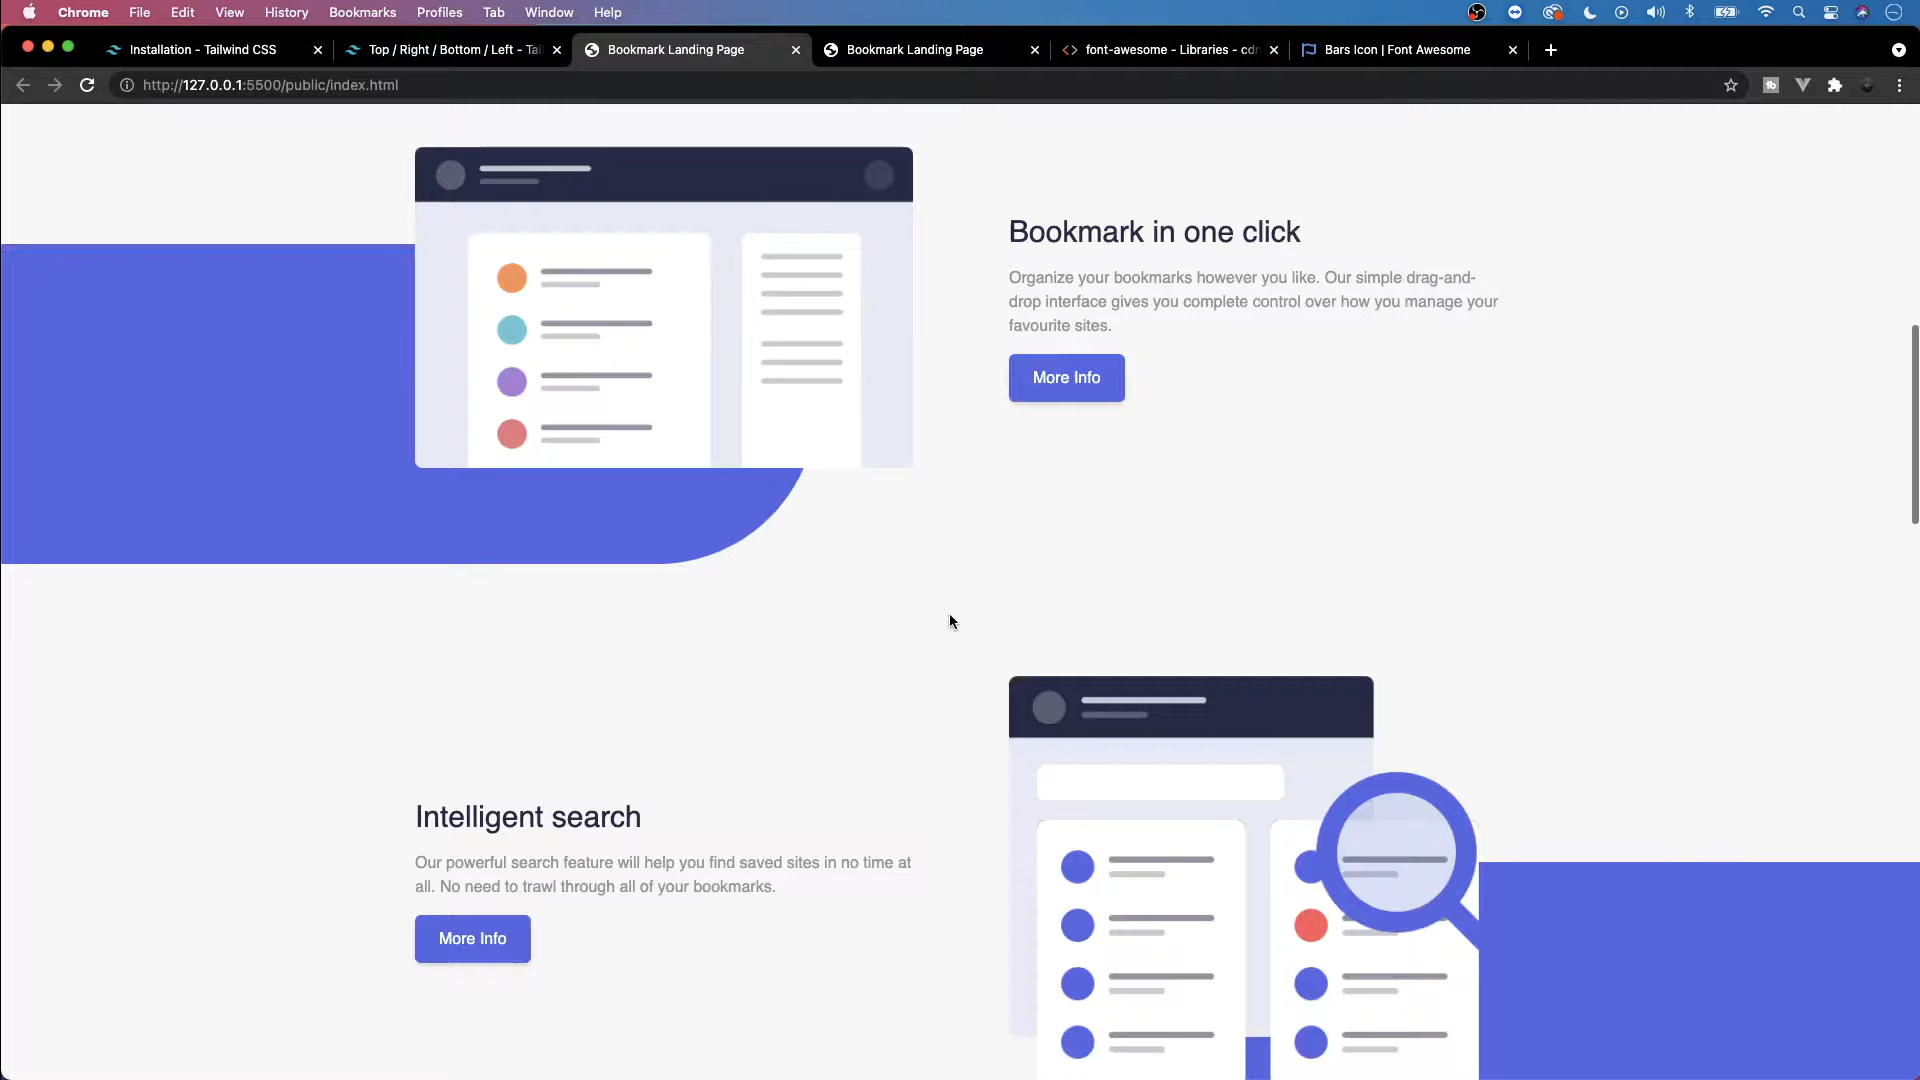 Chrome File Edit View History Bookmarks Profiles Tab Window Help
Installation - Tailwind CSS
Top / Right / Bottom / Left - Tai
Bookmark Landing Page
Bookmark Landing Page
font-awesome - Libraries - cdn
Bars Icon | Font Awesome
http://127.0.0.1:5500/public/index.html
Bookmark in one click
Organize your bookmarks however you like. Our simple drag-and-
drop interface gives you complete control over how you manage your
favourite sites.
More Info
Intelligent search
Our powerful search feature will help you find saved sites in no time at
all. No need to trawl through all of your bookmarks.
More Info